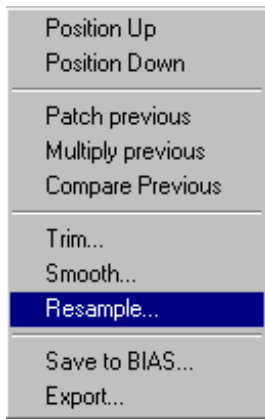 Position Up
Position Down
Patch previous
Multiply previous
Compare Previous
Trim...
Smooth...
Resample...
Save to BIAS...
Export...